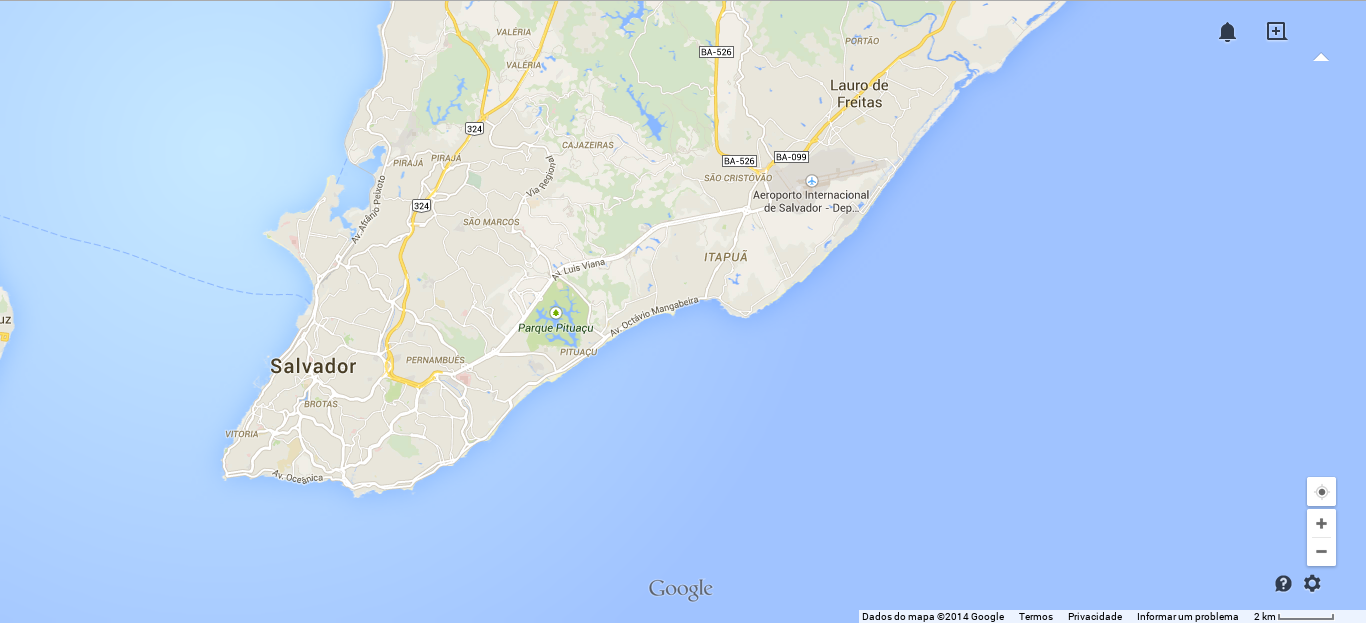 VALÉRIA
PORTÃO
BA-526
VALÉRIA
Lauro de
Freitas
324
CAJAZEIRAS
PIRAJÁ
PIRAJÁ
BA-526
BA-099
SÃO CRISTÓVÃO
Via Regional
Av. Afrânio Peixoto
Aeroporto Internacional
de Salvador - Dep...
324
SÃO MARCOS
ITAPUÃ
Av. Luis Viana
Av. Octávio Mangabeira
uz
Parque Pituaçu
PITUAÇU
PERNAMBUÉS
Salvador
BROTAS
VITORIA
Av. Oceânica
Google
Dados do mapa ©2014 Google Termos Privacidade Informar um problema 2 km